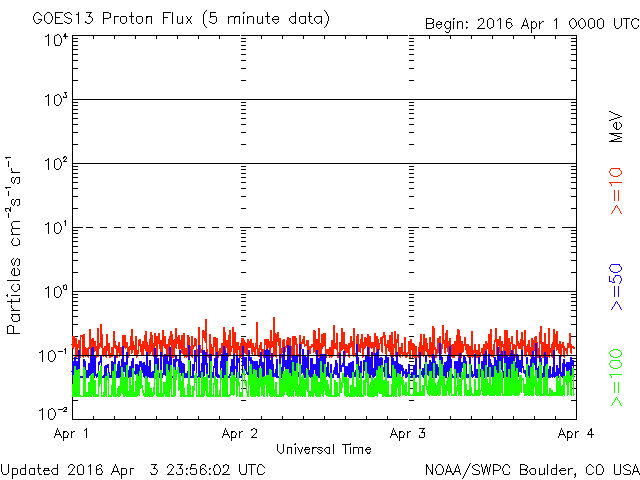 GOES13 Proton Flux (5 minute data)
Begin: 2016 Apr 1 0000 UTC
Particles cm⁻²s⁻¹sr⁻¹
10⁴
10³
10²
10¹
10⁰
10⁻¹
10⁻²
Apr 1
Apr 2
Apr 3
Apr 4
Universal Time
MeV
>=10
>=50
>=100
Updated 2016 Apr 3 23:56:02 UTC
NOAA/SWPC Boulder, CO USA